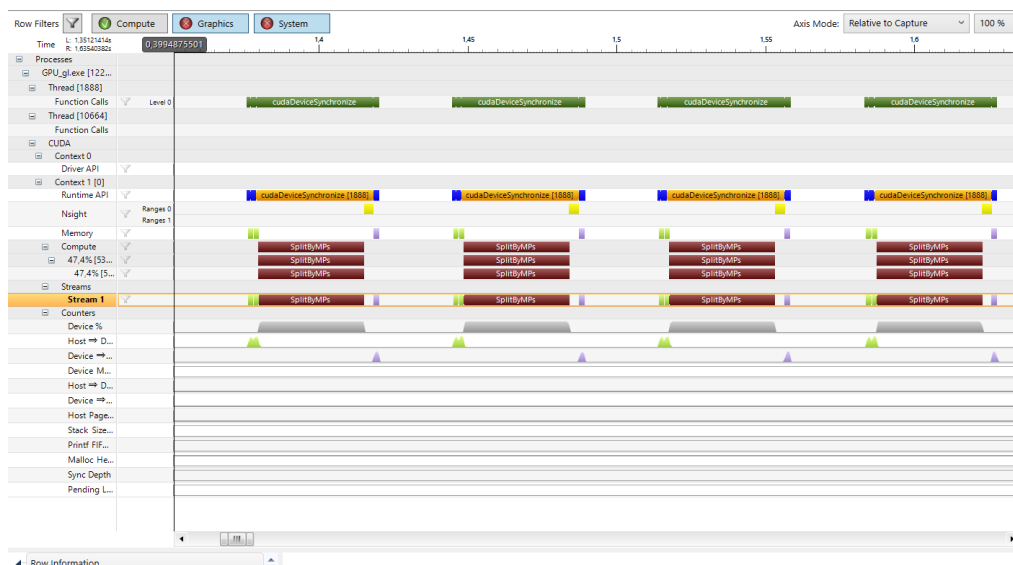 Row Filters Compute Graphics System Axis Mode: Relative to Capture 100 %
Time L: 1,35121414s R: 1,63540382s 0,3994875501 1,4 1,45 1,5 1,55 1,6
Processes
GPU_gl.exe [122...
Thread [1888]
Function Calls Level 0 cudaDeviceSynchronize cudaDeviceSynchronize cudaDeviceSynchronize cudaDeviceSynchronize
Thread [10664]
Function Calls
CUDA
Context 0
Driver API
Context 1 [0]
Runtime API cudaDeviceSynchronize [1888] cudaDeviceSynchronize [1888] cudaDeviceSynchronize [1888] cudaDeviceSynchronize [1888]
Nsight Ranges 0
Ranges 1
Memory
Compute SplitByMPs SplitByMPs SplitByMPs SplitByMPs
47,4% [53... SplitByMPs SplitByMPs SplitByMPs SplitByMPs
47,4% [5... SplitByMPs SplitByMPs SplitByMPs SplitByMPs
Streams
Stream 1 SplitByMPs SplitByMPs SplitByMPs SplitByMPs
Counters
Device %
Host ⇒ D...
Device ⇒...
Device M...
Host ⇒ D...
Device ⇒...
Host Page...
Stack Size...
Printf FIF...
Malloc He...
Sync Depth
Pending L...
Row Information